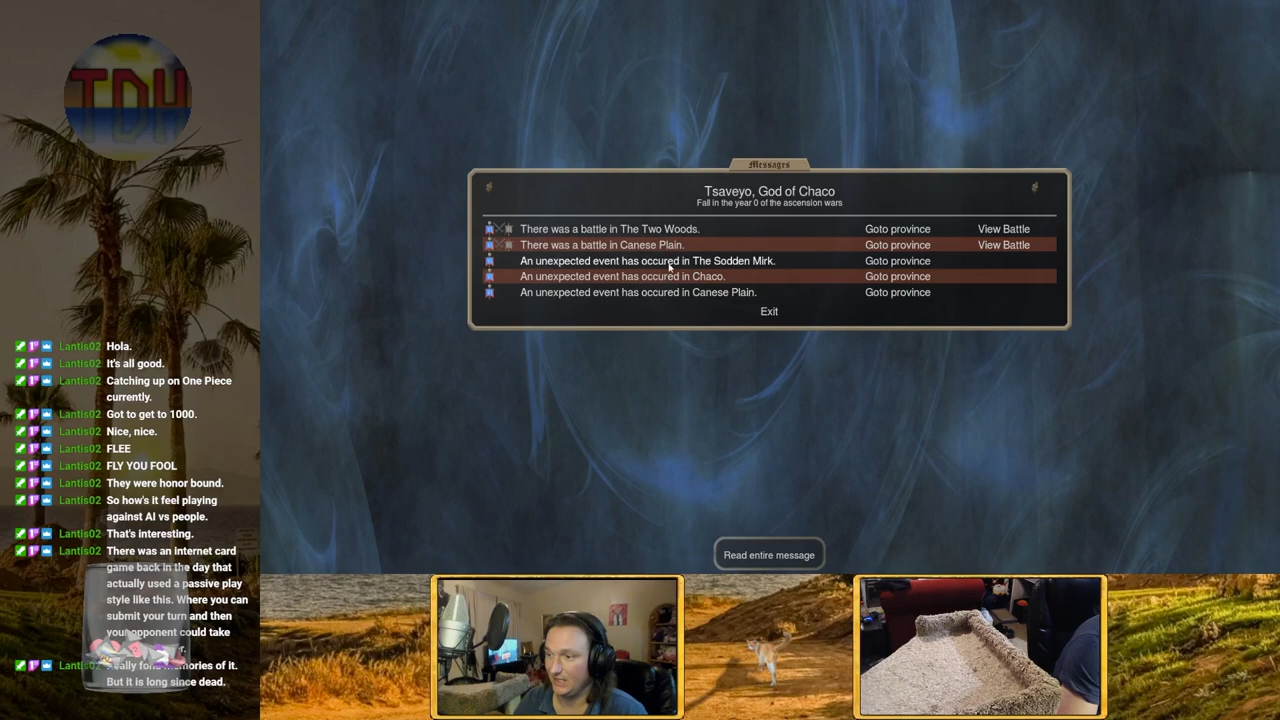 TDH
Messages
Tsaveyo, God of Chaco
Fall in the year 0 of the ascension wars
There was a battle in The Two Woods. Goto province View Battle
There was a battle in Canese Plain. Goto province View Battle
An unexpected event has occured in The Sodden Mirk. Goto province
An unexpected event has occured in Chaco. Goto province
An unexpected event has occured in Canese Plain. Goto province
Exit
Read entire message
Lantis02 Hola.
Lantis02 It's all good.
Lantis02 Catching up on One Piece
currently.
Lantis02 Got to get to 1000.
Lantis02 Nice, nice.
Lantis02 FLEE
Lantis02 FLY YOU FOOL
Lantis02 They were honor bound.
Lantis02 So how's it feel playing
against AI vs people.
Lantis02 That's interesting.
Lantis02 There was an internet card
game back in the day that
actually used a passive play
style like this. Where you can
submit your turn and then
your opponent could take
memories of it.
But it is long since dead.